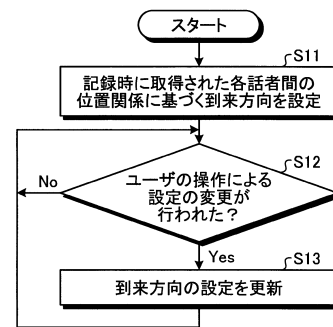 スタート
S11
記録時に取得された各話者間の
位置関係に基づく到来方向を設定
S12
ユーザの操作による
設定の変更が
行われた？
No
Yes
S13
到来方向の設定を更新